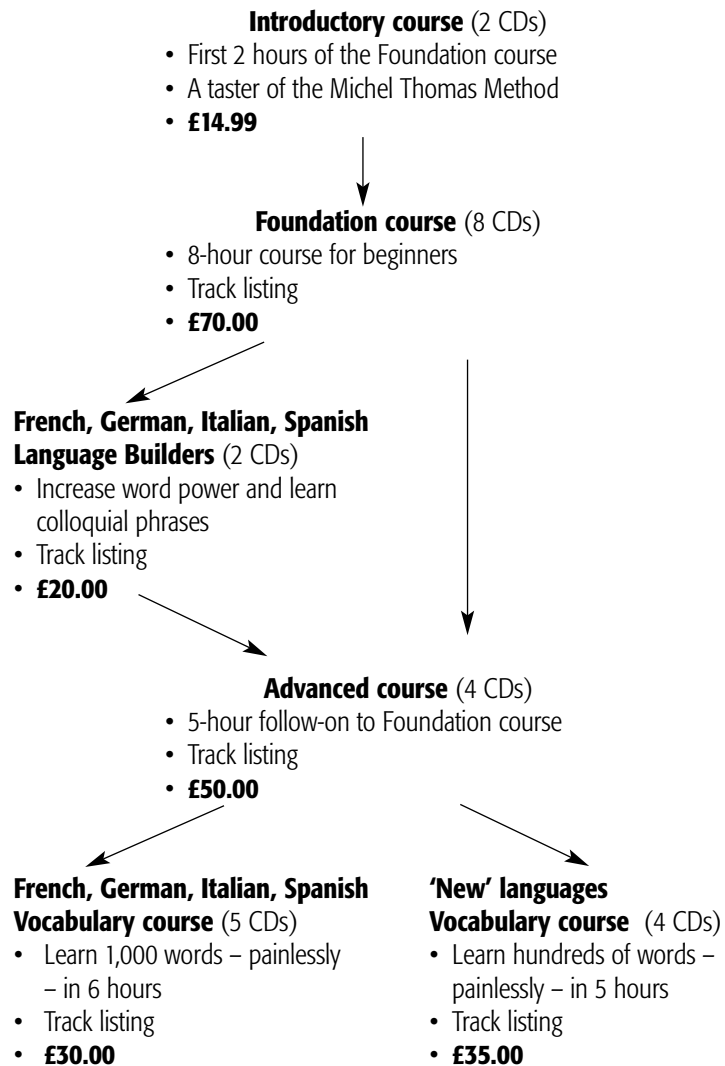 Introductory course (2 CDs)
• First 2 hours of the Foundation course
• A taster of the Michel Thomas Method
• £14.99
Foundation course (8 CDs)
• 8-hour course for beginners
• Track listing
• £70.00
French, German, Italian, Spanish
Language Builders (2 CDs)
• Increase word power and learn
colloquial phrases
• Track listing
• £20.00
Advanced course (4 CDs)
• 5-hour follow-on to Foundation course
• Track listing
• £50.00
French, German, Italian, Spanish
Vocabulary course (5 CDs)
• Learn 1,000 words – painlessly
– in 6 hours
• Track listing
• £30.00
‘New’ languages
Vocabulary course (4 CDs)
• Learn hundreds of words –
painlessly – in 5 hours
• Track listing
• £35.00